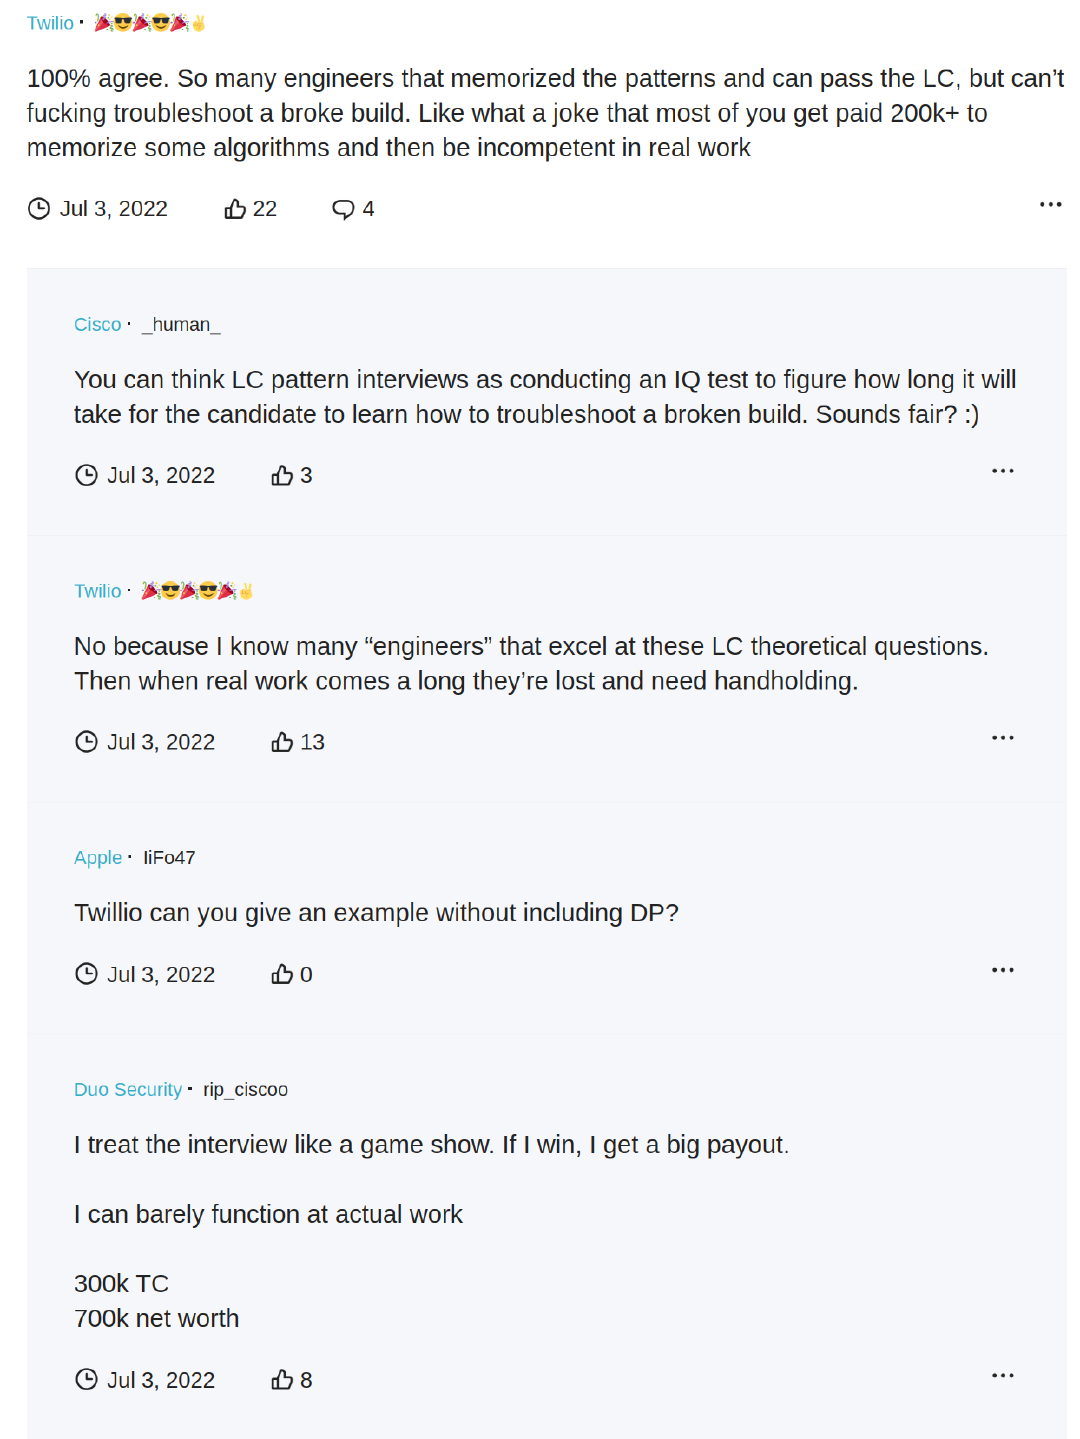 Twilio · 🎉😎🎉😎🎉✌️
100% agree. So many engineers that memorized the patterns and can pass the LC, but can’t
fucking troubleshoot a broke build. Like what a joke that most of you get paid 200k+ to
memorize some algorithms and then be incompetent in real work
Jul 3, 2022 22 4
Cisco · _human_
You can think LC pattern interviews as conducting an IQ test to figure how long it will
take for the candidate to learn how to troubleshoot a broken build. Sounds fair? :)
Jul 3, 2022 3
Twilio · 🎉😎🎉😎🎉✌️
No because I know many “engineers” that excel at these LC theoretical questions.
Then when real work comes a long they’re lost and need handholding.
Jul 3, 2022 13
Apple · IiFo47
Twillio can you give an example without including DP?
Jul 3, 2022 0
Duo Security · rip_ciscoo
I treat the interview like a game show. If I win, I get a big payout.
I can barely function at actual work
300k TC
700k net worth
Jul 3, 2022 8